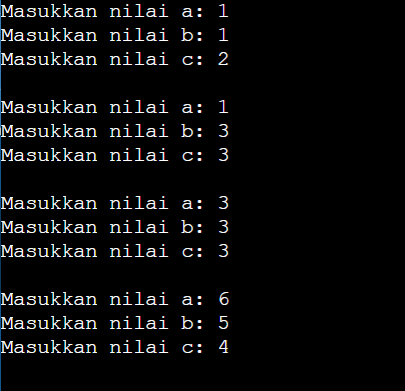 Masukkan nilai a: 1
Masukkan nilai b: 1
Masukkan nilai c: 2
Masukkan nilai a: 1
Masukkan nilai b: 3
Masukkan nilai c: 3
Masukkan nilai a: 3
Masukkan nilai b: 3
Masukkan nilai c: 3
Masukkan nilai a: 6
Masukkan nilai b: 5
Masukkan nilai c: 4